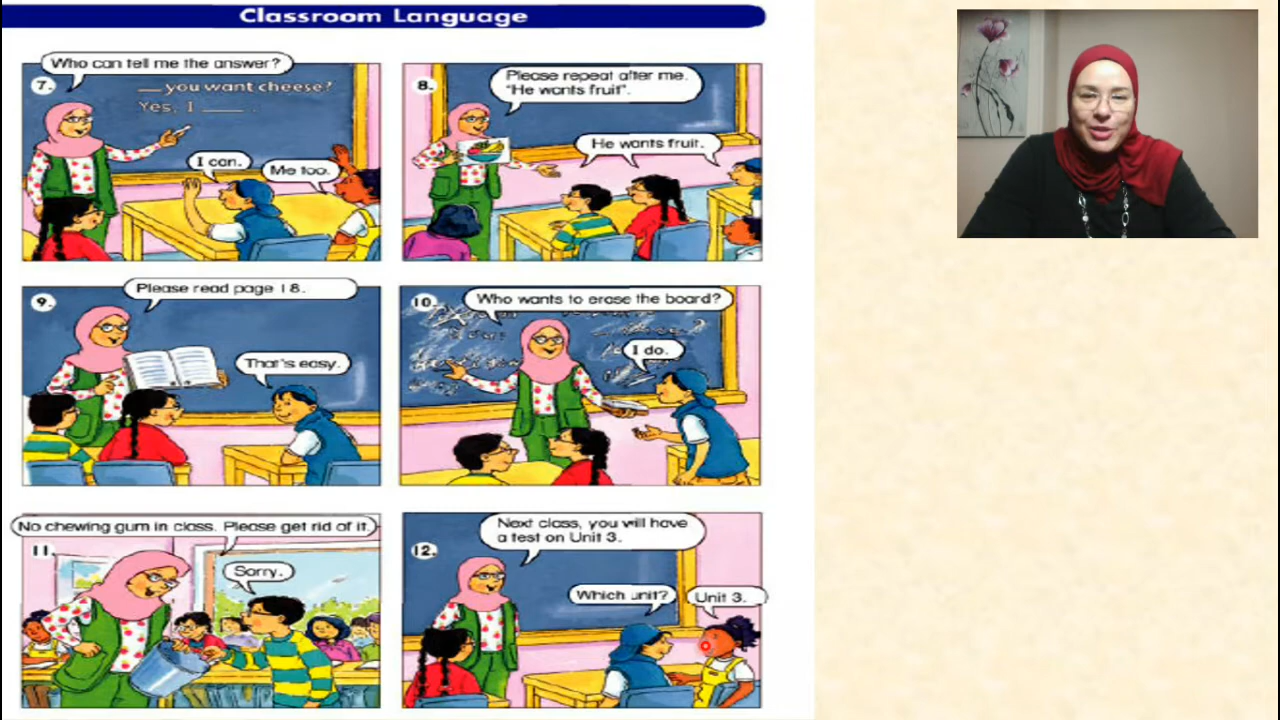 Classroom Language
Who can tell me the answer?
7.
___ you want cheese?
Yes, I ____ .
I can.
Me too.
8.
Please repeat after me.
"He wants fruit".
He wants fruit.
9.
Please read page 18.
That's easy.
10.
Who wants to erase the board?
I do.
No chewing gum in class. Please get rid of it.
11.
Sorry.
12.
Next class, you will have
a test on Unit 3.
Which unit?
Unit 3.